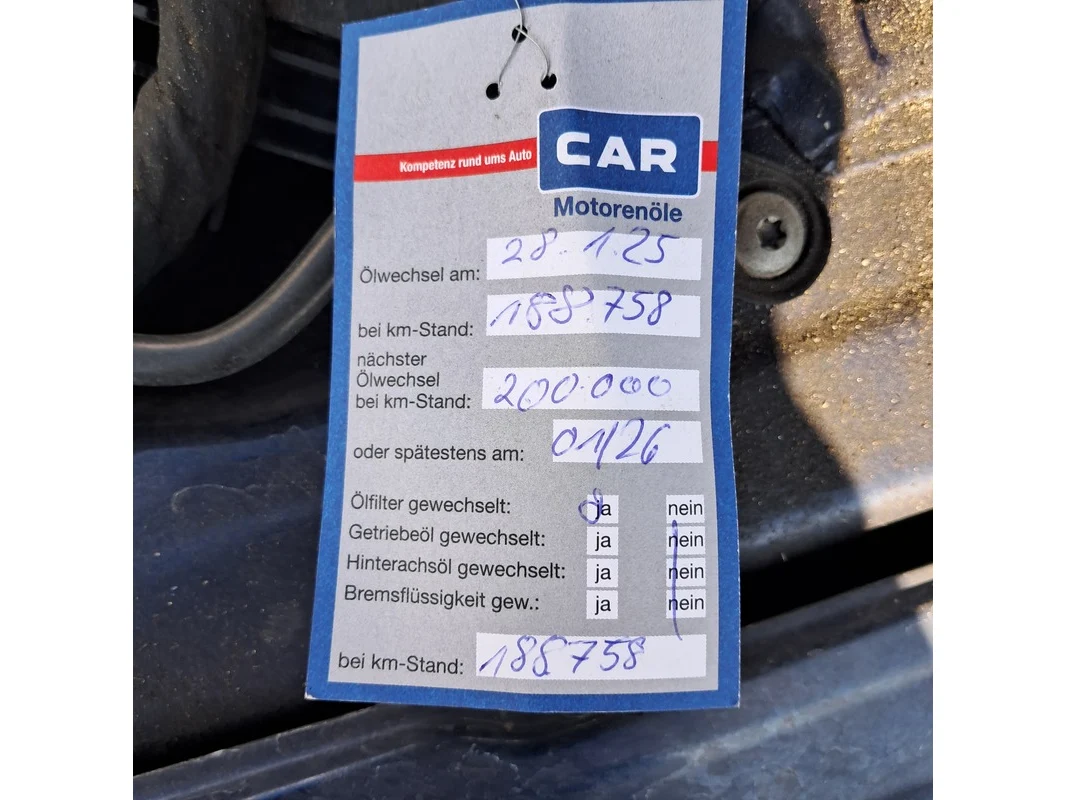 Kompetenz rund ums Auto
CAR
Motorenöle
Ölwechsel am: 28.1.25
bei km-Stand: 188.758
nächster
Ölwechsel
bei km-Stand: 200.000
oder spätestens am: 01/26
Ölfilter gewechselt: ja nein
Getriebeöl gewechselt: ja nein
Hinterachsöl gewechselt: ja nein
Bremsflüssigkeit gew.: ja nein
bei km-Stand: 188758